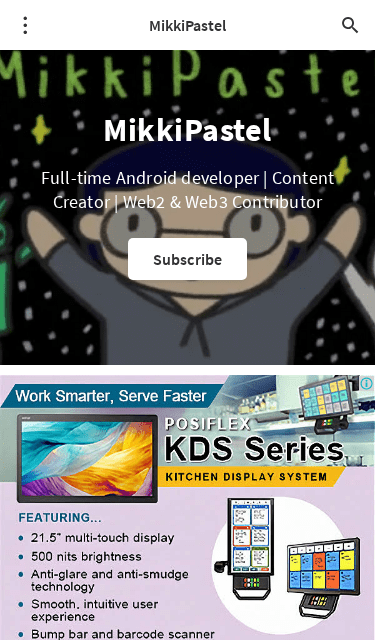 MikkiPastel
MikkiPaste
MikkiPastel
Full-time Android developer | Content
Creator | Web2 & Web3 Contributor
Subscribe
Work Smarter, Serve Faster
POSIFLEX
KDS Series
KITCHEN DISPLAY SYSTEM
FEATURING...
• 21.5" multi-touch display
• 500 nits brightness
• Anti-glare and anti-smudge
technology
• Smooth, intuitive user
experience
• Bump bar and barcode scanner